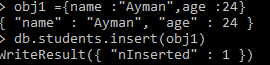 > obj1 ={name :"Ayman",age :24}
{ "name" : "Ayman", "age" : 24 }
> db.students.insert(obj1)
WriteResult({ "nInserted" : 1 })